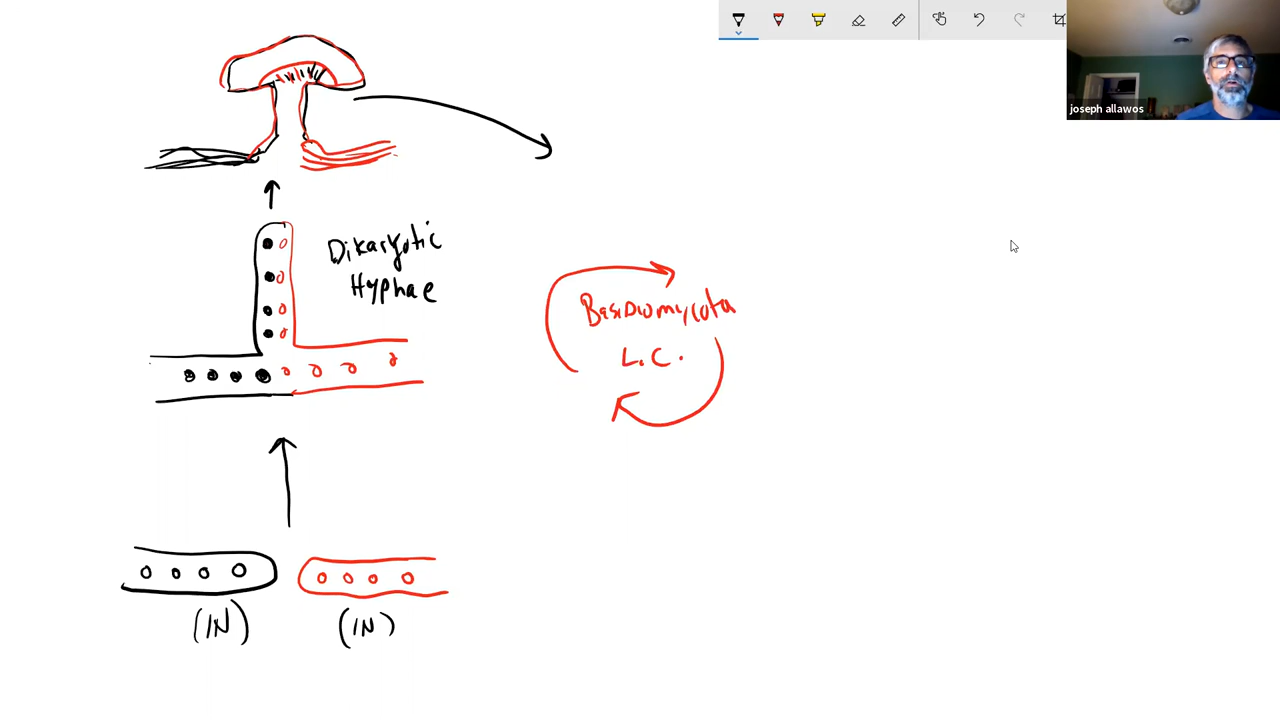 joseph allawos
Dikaryotic
Hyphae
Basidiomycota
L.C.
(1N)
(1N)